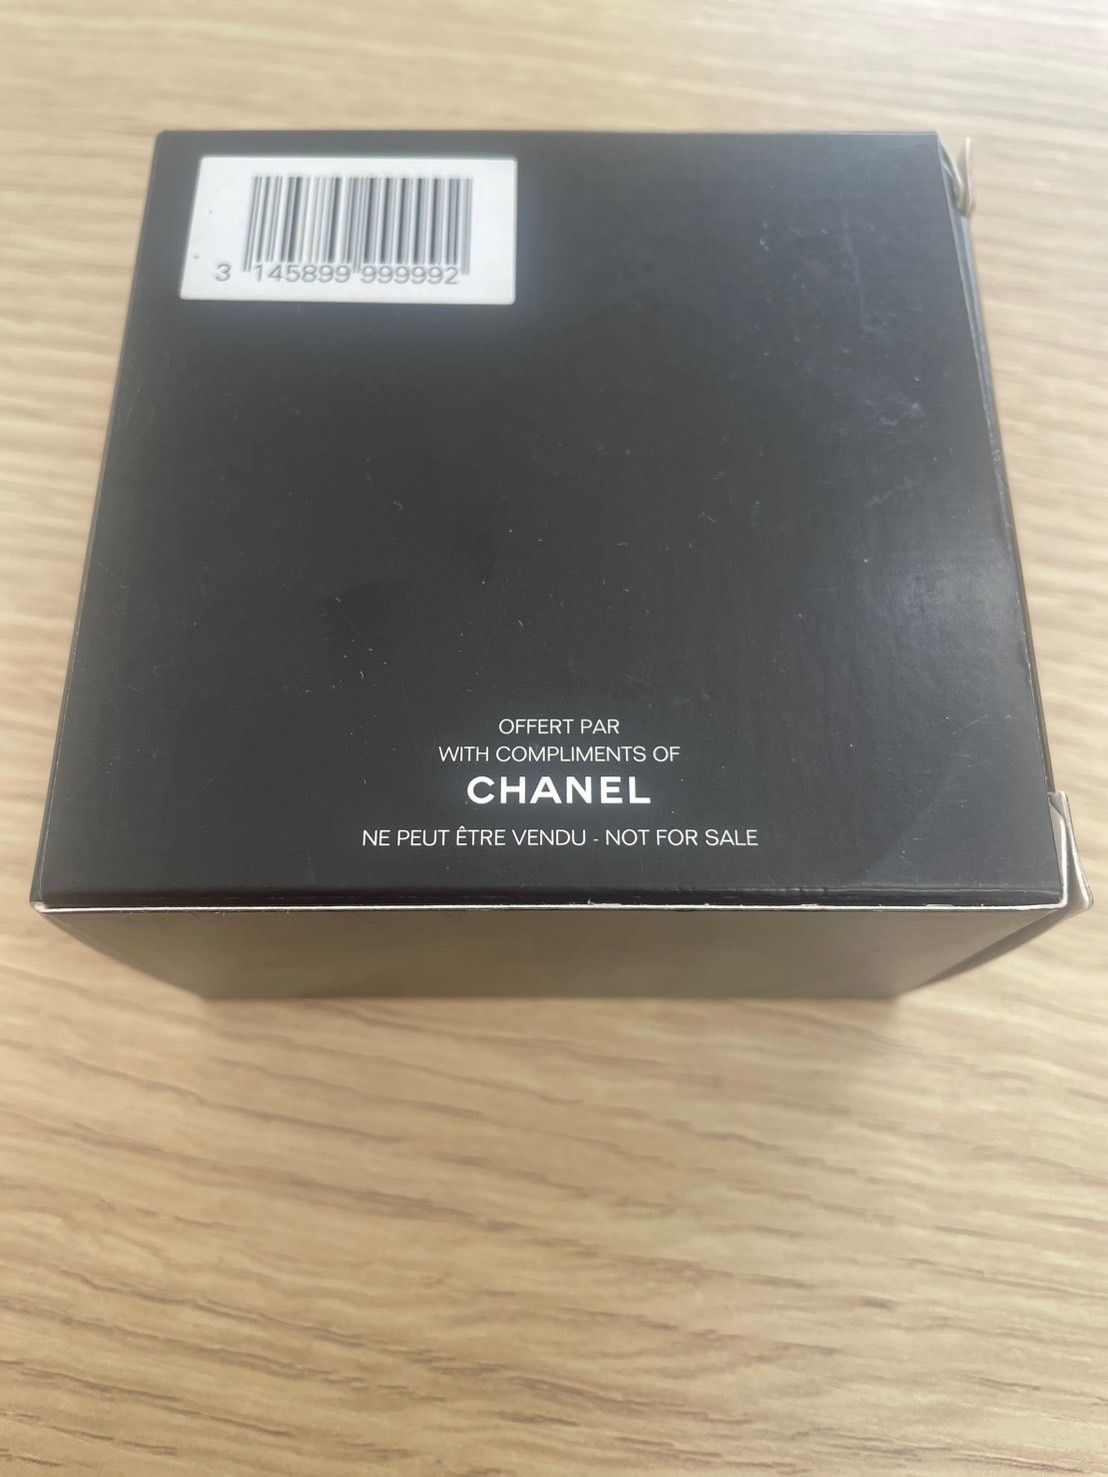 3 145899 999992
OFFERT PAR
WITH COMPLIMENTS OF
CHANEL
NE PEUT ÊTRE VENDU - NOT FOR SALE